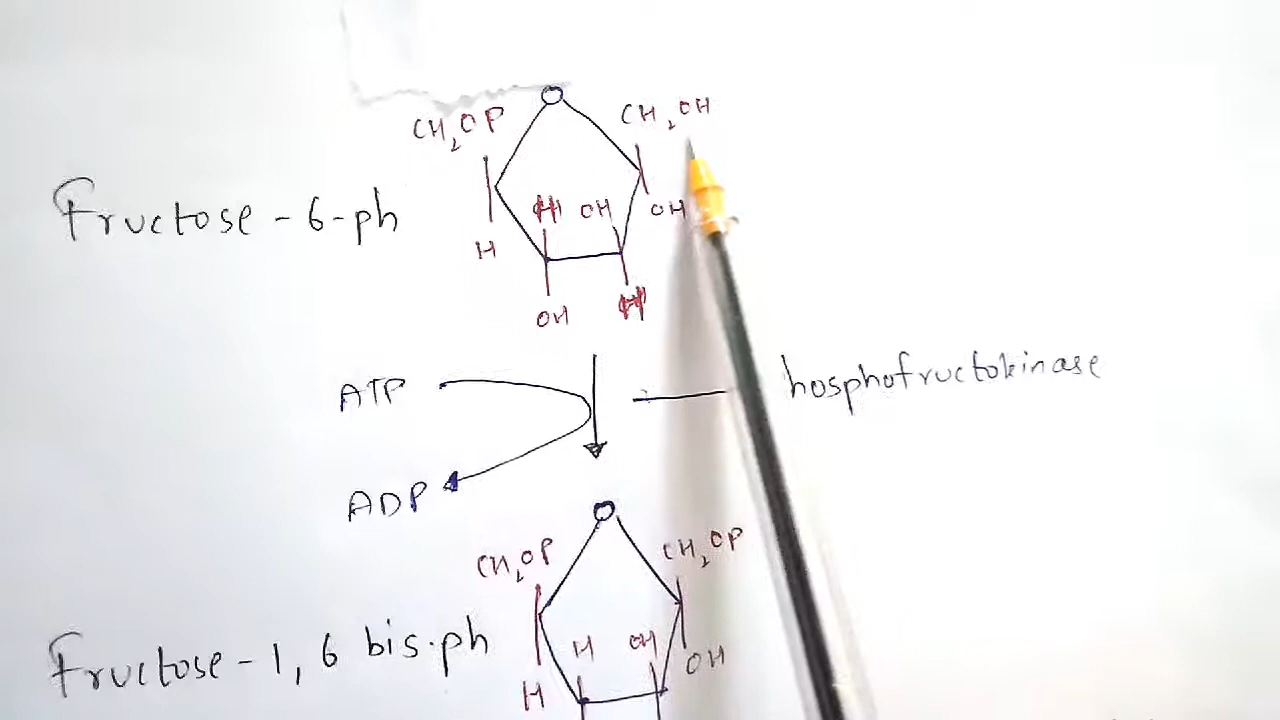 CH2OP CH2OH
Fructose - 6 - ph
H OH OH
H
OH H
ATP
hosphofructokinase
ADP
CH2OP CH2OP
Fructose - 1, 6 bis.ph
H OH OH
H